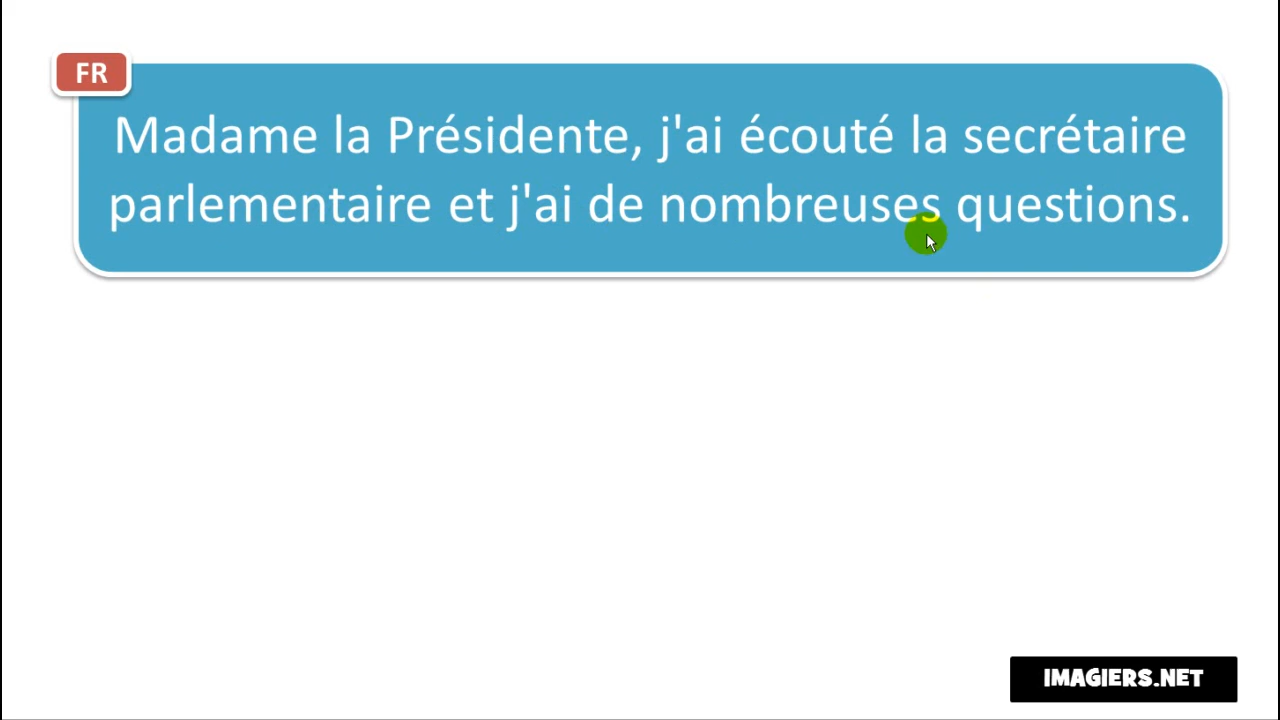 FR
Madame la Présidente, j'ai écouté la secrétaire
parlementaire et j'ai de nombreuses questions.
IMAGIERS.NET